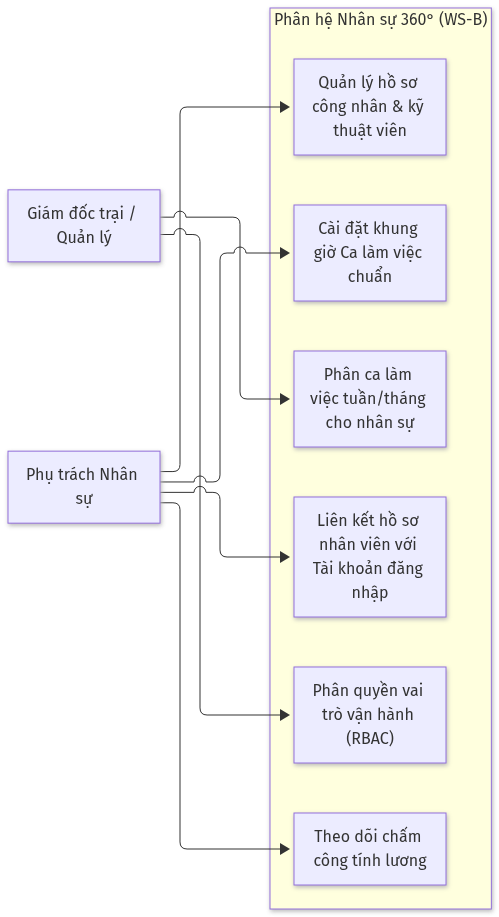 Phân hệ Nhân sự 360° (WS-B)
Quản lý hồ sơ
công nhân & kỹ
thuật viên
Giám đốc trại /
Quản lý
Cài đặt khung
giờ Ca làm việc
chuẩn
Phân ca làm
việc tuần/tháng
cho nhân sự
Phụ trách Nhân
sự
Liên kết hồ sơ
nhân viên với
Tài khoản đăng
nhập
Phân quyền vai
trò vận hành
(RBAC)
Theo dõi chấm
công tính lương